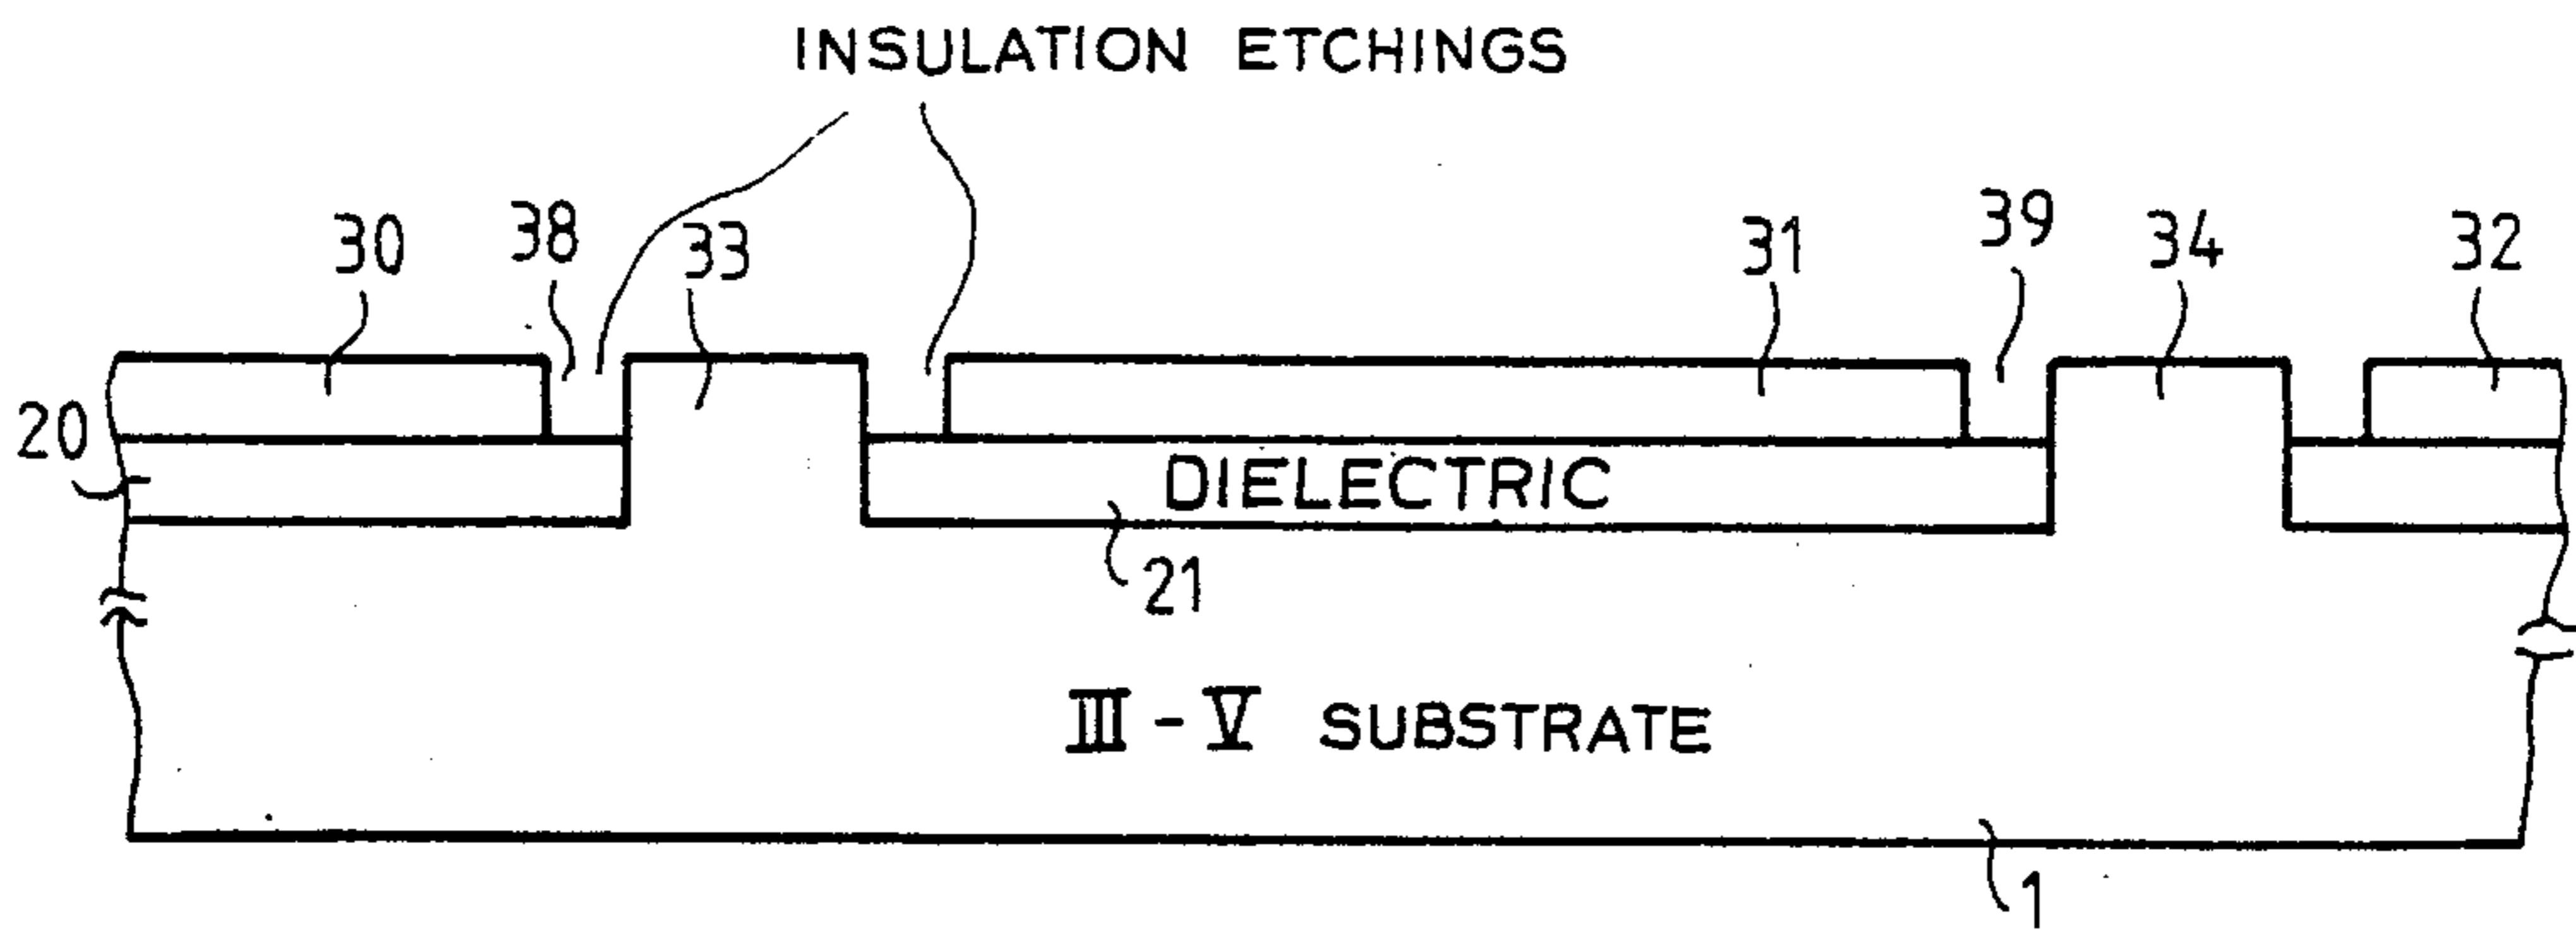 INSULATION ETCHINGS
30 38 33 31 39 34 32
20
DIELECTRIC
21
III - V SUBSTRATE
1